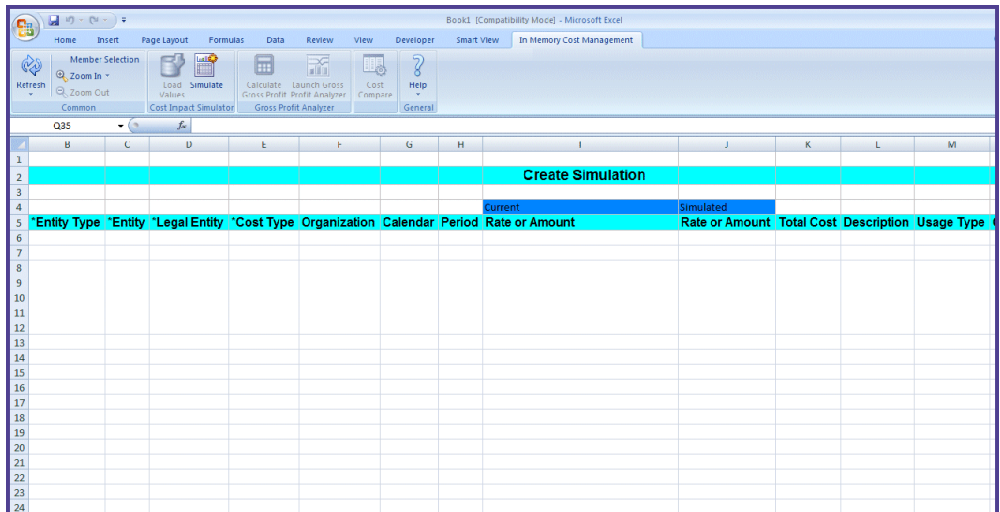 Book1 [Compatibility Mode] - Microsoft Excel
Home Insert Page Layout Formulas Data Review View Developer Smart View In Memory Cost Management
Member Selection
Zoom In
Zoom Out
Refresh
Load Values
Simulate
Calculate Gross Profit
Launch Gross Profit Analyzer
Cost Compare
Help
Common Cost Impact Simulator Gross Profit Analyzer General
Q35 fx
B C D E F G H I J K L M
1
2 Create Simulation
3
4 Current Simulated
5 *Entity Type *Entity *Legal Entity *Cost Type Organization Calendar Period Rate or Amount Rate or Amount Total Cost Description Usage Type
6
7
8
9
10
11
12
13
14
15
16
17
18
19
20
21
22
23
24